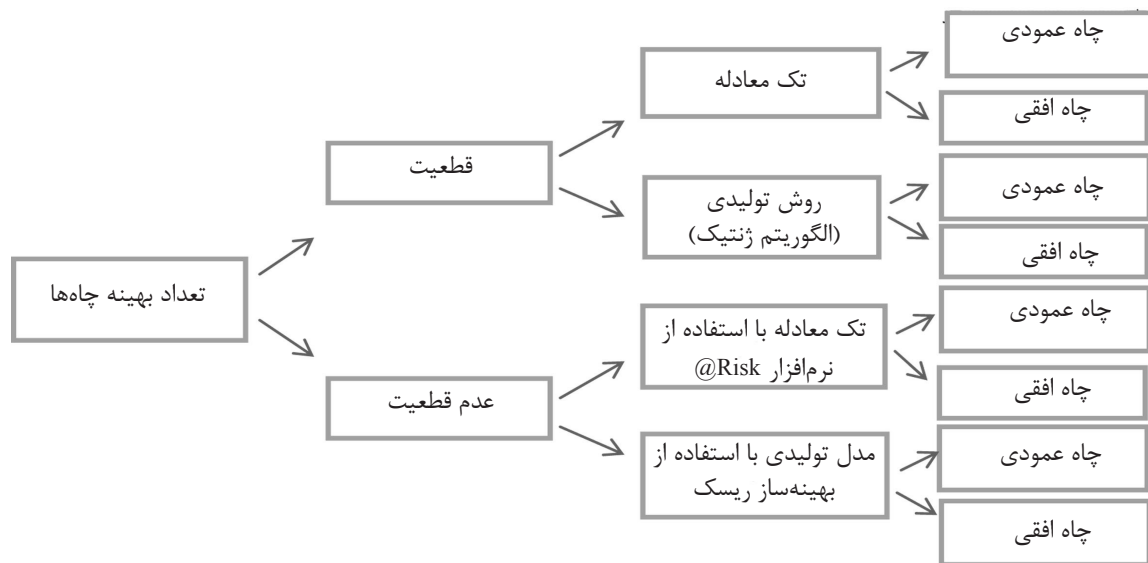 تعداد بهینه چاه‌ها
قطعیت
عدم قطعیت
تک معادله
روش تولیدی
(الگوریتم ژنتیک)
تک معادله با استفاده از
نرم‌افزار Risk@
مدل تولیدی با استفاده از
بهینه‌ساز ریسک
چاه عمودی
چاه افقی
چاه عمودی
چاه افقی
چاه عمودی
چاه افقی
چاه عمودی
چاه افقی